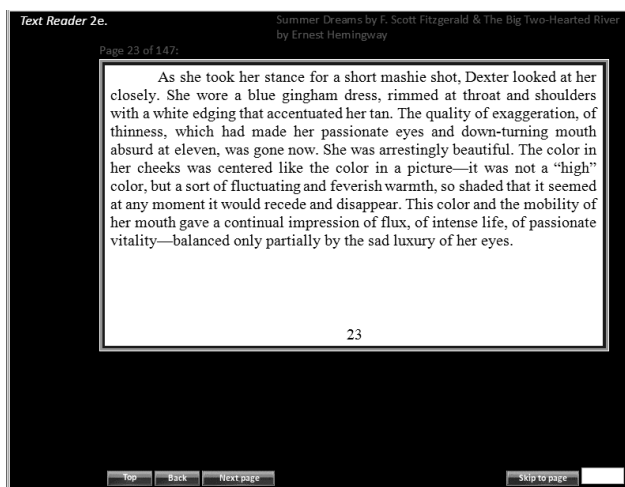 Text Reader 2e.
Summer Dreams by F. Scott Fitzgerald & The Big Two-Hearted River
by Ernest Hemingway
Page 23 of 147:
As she took her stance for a short mashie shot, Dexter looked at her
closely. She wore a blue gingham dress, rimmed at throat and shoulders
with a white edging that accentuated her tan. The quality of exaggeration, of
thinness, which had made her passionate eyes and down-turning mouth
absurd at eleven, was gone now. She was arrestingly beautiful. The color in
her cheeks was centered like the color in a picture—it was not a “high”
color, but a sort of fluctuating and feverish warmth, so shaded that it seemed
at any moment it would recede and disappear. This color and the mobility of
her mouth gave a continual impression of flux, of intense life, of passionate
vitality—balanced only partially by the sad luxury of her eyes.
23
Top Back Next page Skip to page